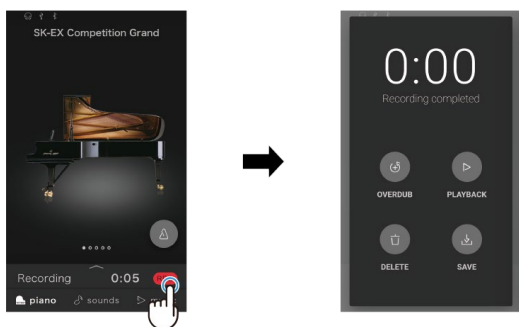 SK-EX Competition Grand
Recording 0:05
piano sounds
0:00
Recording completed
OVERDUB PLAYBACK
DELETE SAVE